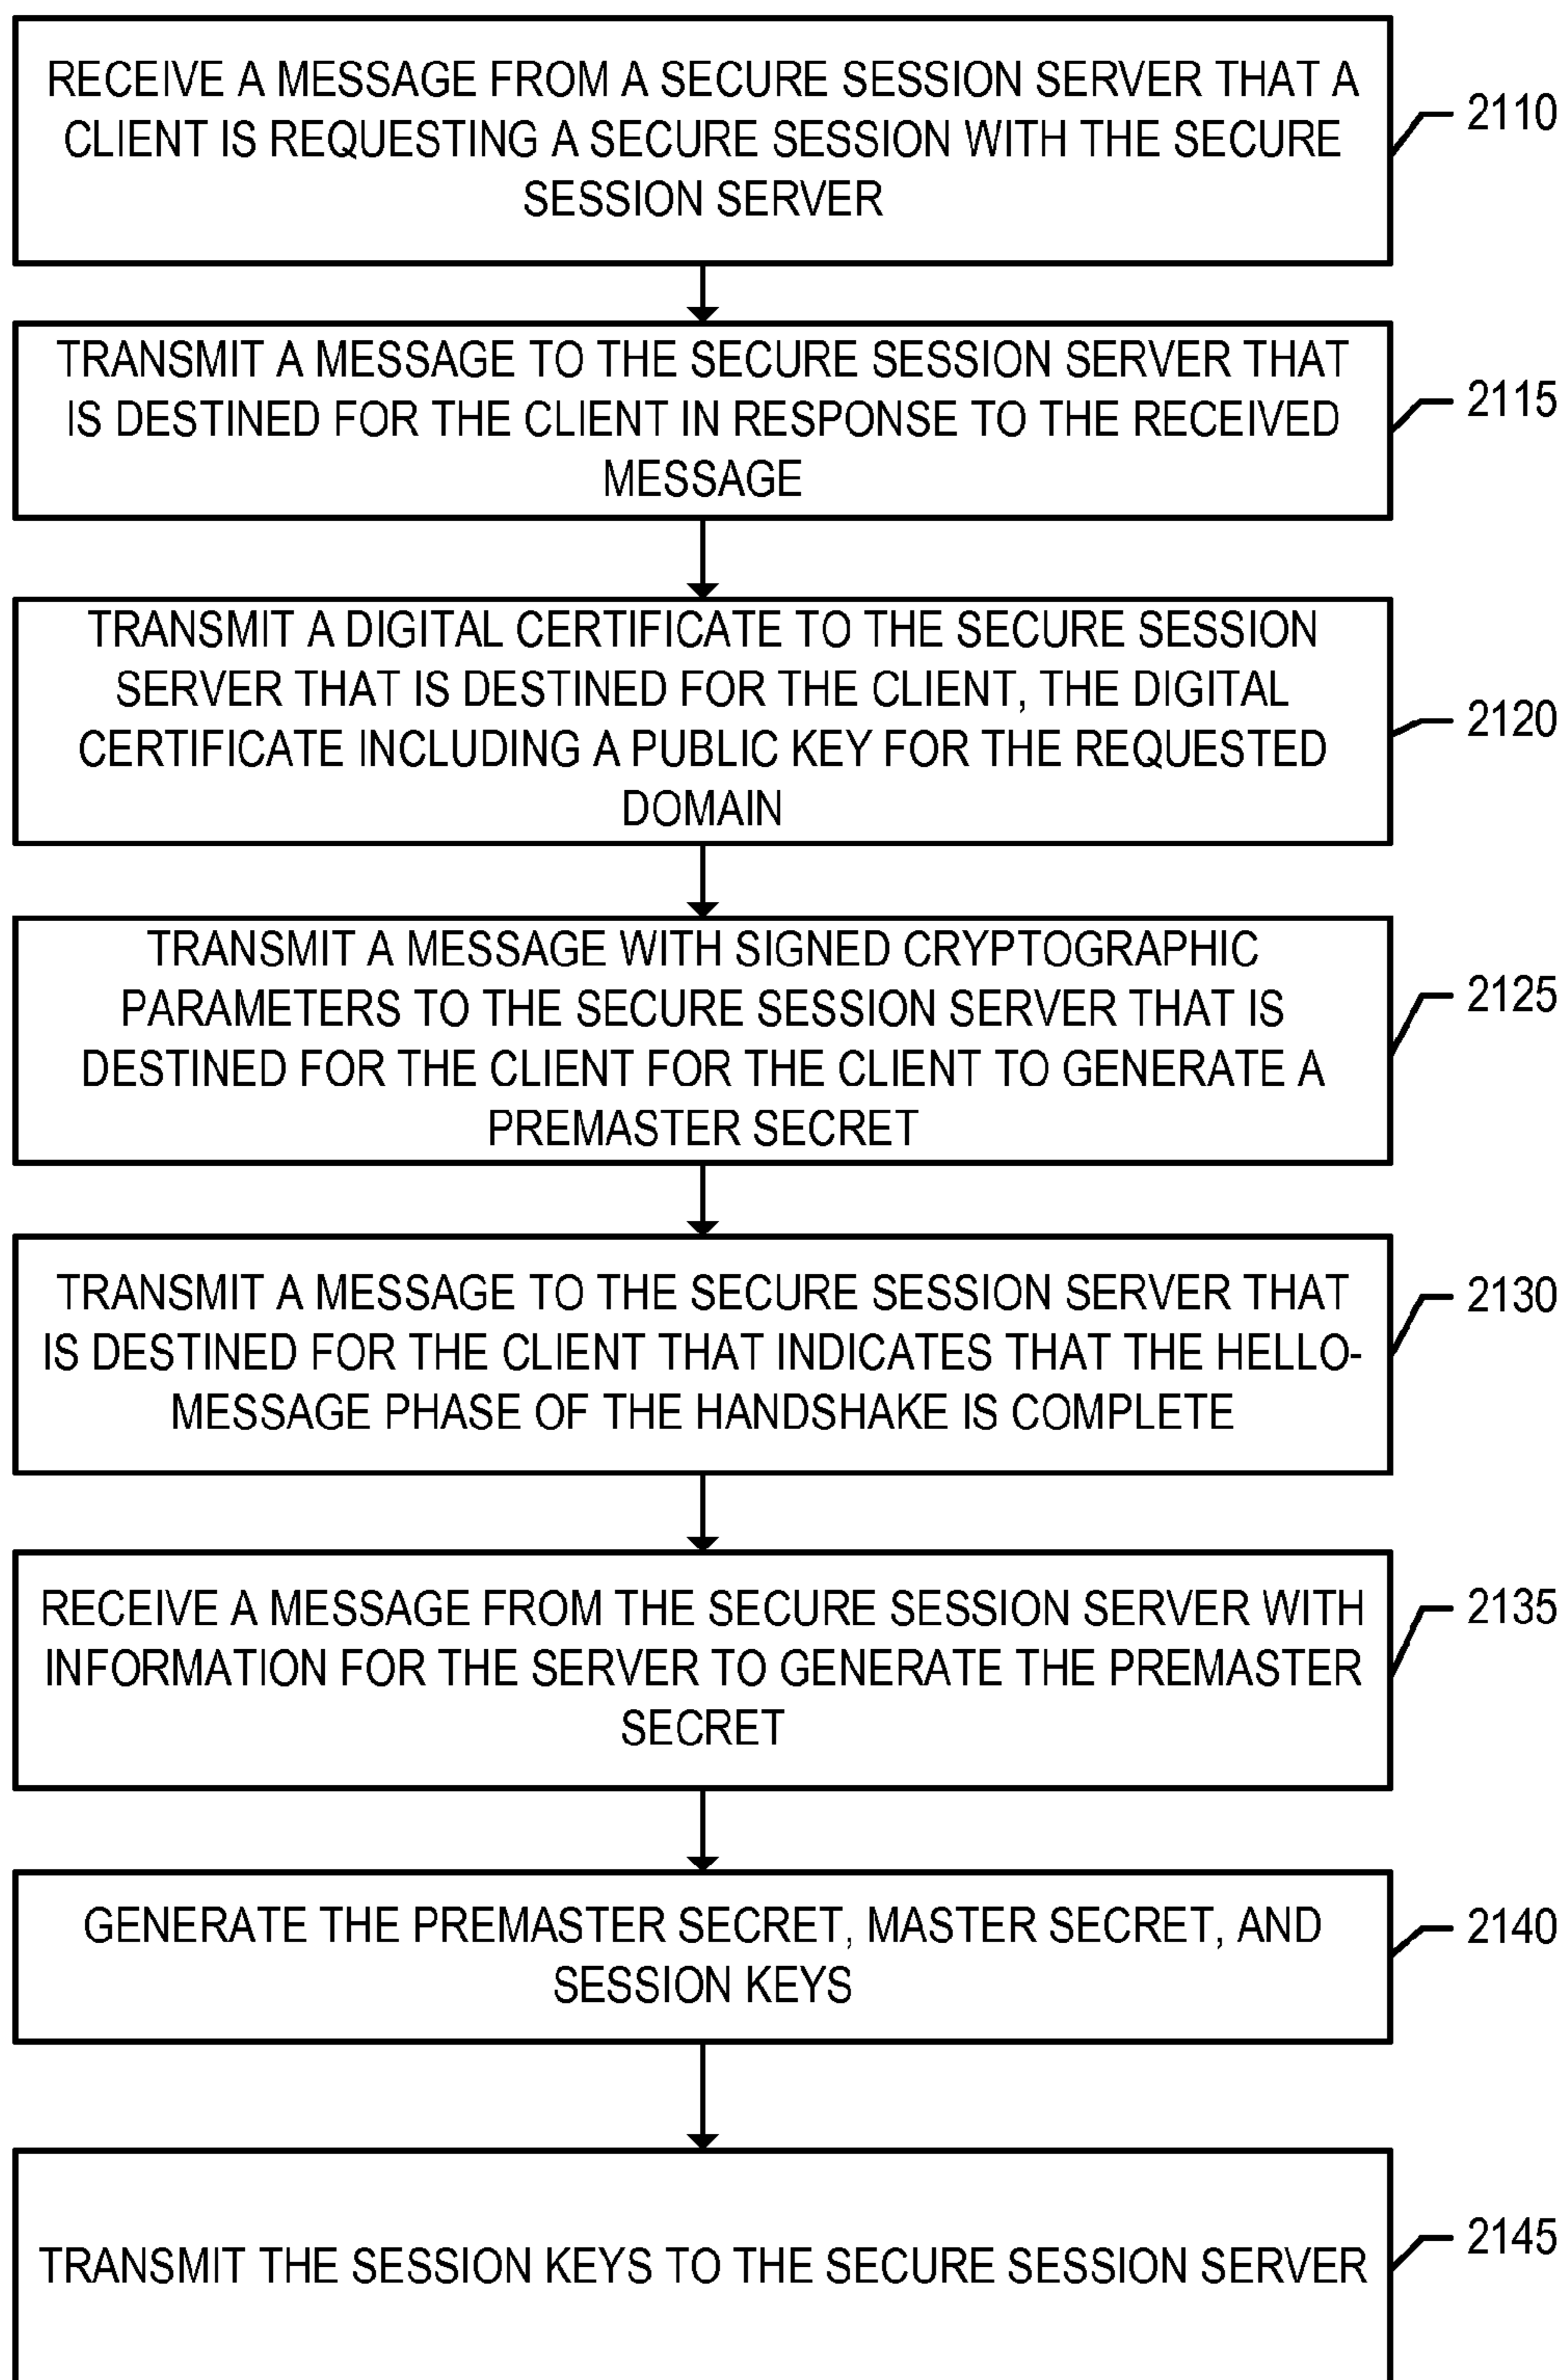 RECEIVE A MESSAGE FROM A SECURE SESSION SERVER THAT A
CLIENT IS REQUESTING A SECURE SESSION WITH THE SECURE
SESSION SERVER
2110
TRANSMIT A MESSAGE TO THE SECURE SESSION SERVER THAT
IS DESTINED FOR THE CLIENT IN RESPONSE TO THE RECEIVED
MESSAGE
2115
TRANSMIT A DIGITAL CERTIFICATE TO THE SECURE SESSION
SERVER THAT IS DESTINED FOR THE CLIENT, THE DIGITAL
CERTIFICATE INCLUDING A PUBLIC KEY FOR THE REQUESTED
DOMAIN
2120
TRANSMIT A MESSAGE WITH SIGNED CRYPTOGRAPHIC
PARAMETERS TO THE SECURE SESSION SERVER THAT IS
DESTINED FOR THE CLIENT FOR THE CLIENT TO GENERATE A
PREMASTER SECRET
2125
TRANSMIT A MESSAGE TO THE SECURE SESSION SERVER THAT
IS DESTINED FOR THE CLIENT THAT INDICATES THAT THE HELLO-
MESSAGE PHASE OF THE HANDSHAKE IS COMPLETE
2130
RECEIVE A MESSAGE FROM THE SECURE SESSION SERVER WITH
INFORMATION FOR THE SERVER TO GENERATE THE PREMASTER
SECRET
2135
GENERATE THE PREMASTER SECRET, MASTER SECRET, AND
SESSION KEYS
2140
TRANSMIT THE SESSION KEYS TO THE SECURE SESSION SERVER
2145